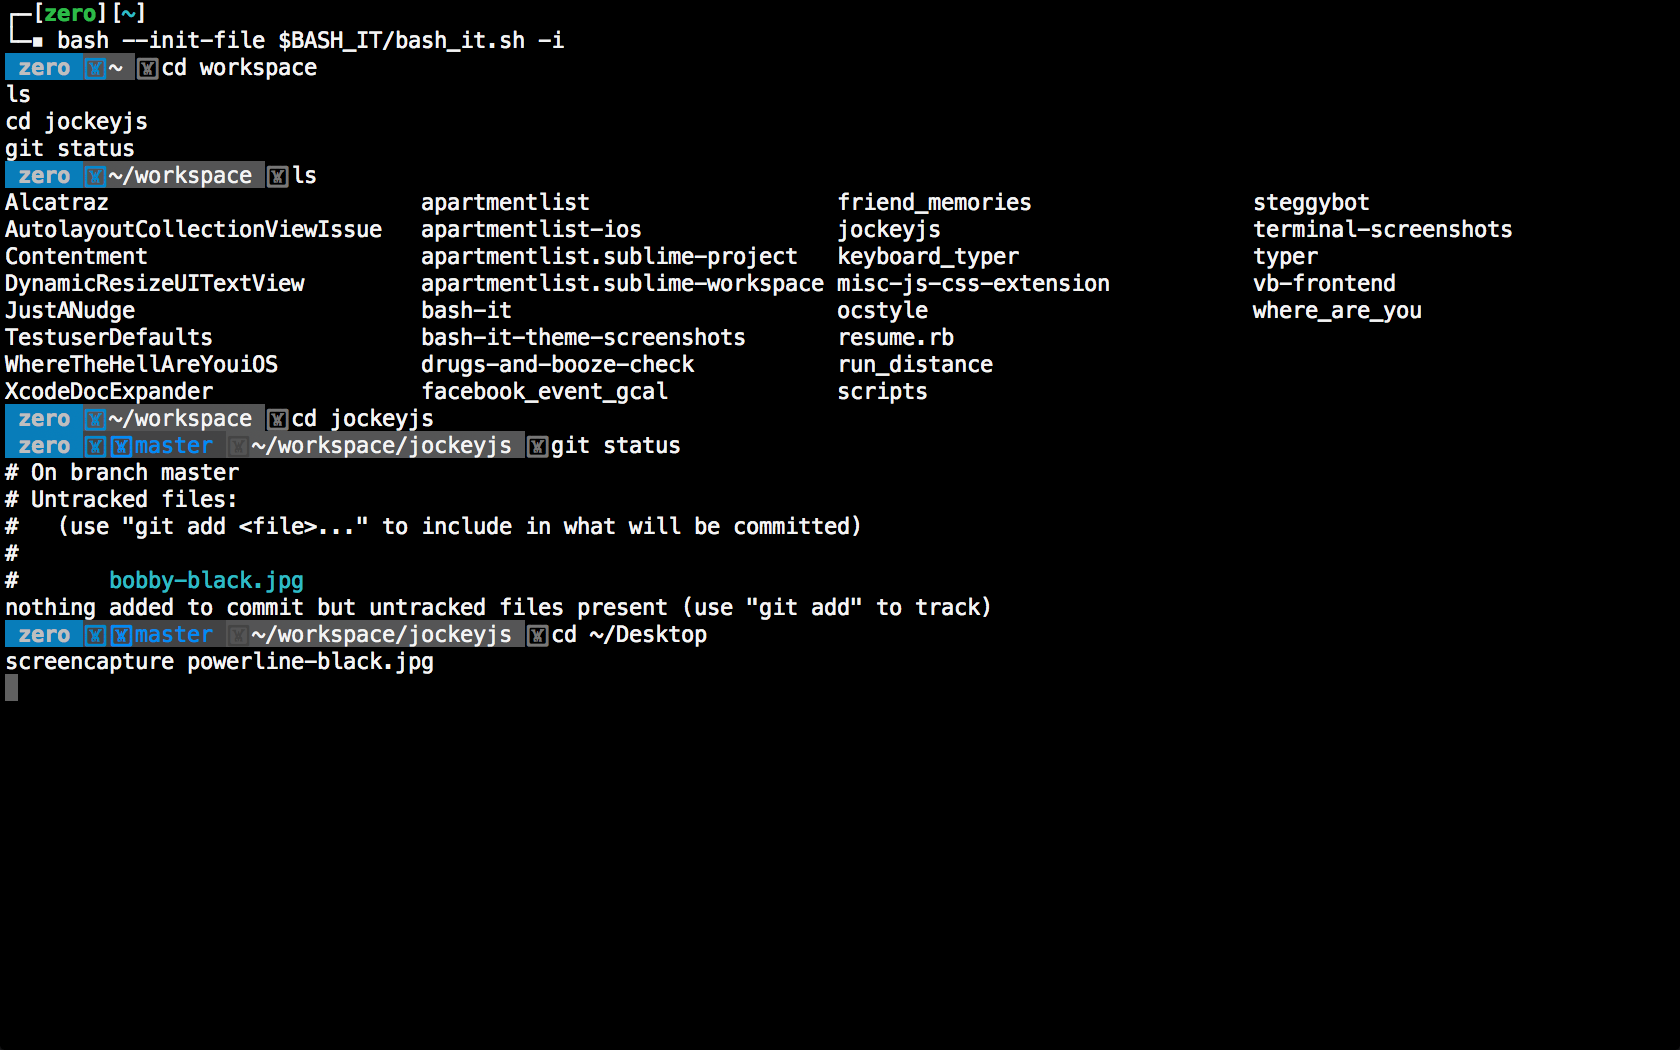 ┌─[zero][~]
└─▪ bash --init-file $BASH_IT/bash_it.sh -i
zero ~ cd workspace
ls
cd jockeyjs
git status
zero ~/workspace ls
Alcatraz apartmentlist friend_memories steggybot
AutolayoutCollectionViewIssue apartmentlist-ios jockeyjs terminal-screenshots
Contentment apartmentlist.sublime-project keyboard_typer typer
DynamicResizeUITextView apartmentlist.sublime-workspace misc-js-css-extension vb-frontend
JustANudge bash-it ocstyle where_are_you
TestuserDefaults bash-it-theme-screenshots resume.rb
WhereTheHellAreYouiOS drugs-and-booze-check run_distance
XcodeDocExpander facebook_event_gcal scripts
zero ~/workspace cd jockeyjs
zero master ~/workspace/jockeyjs git status
# On branch master
# Untracked files:
#   (use "git add <file>..." to include in what will be committed)
#
#       bobby-black.jpg
nothing added to commit but untracked files present (use "git add" to track)
zero master ~/workspace/jockeyjs cd ~/Desktop
screencapture powerline-black.jpg